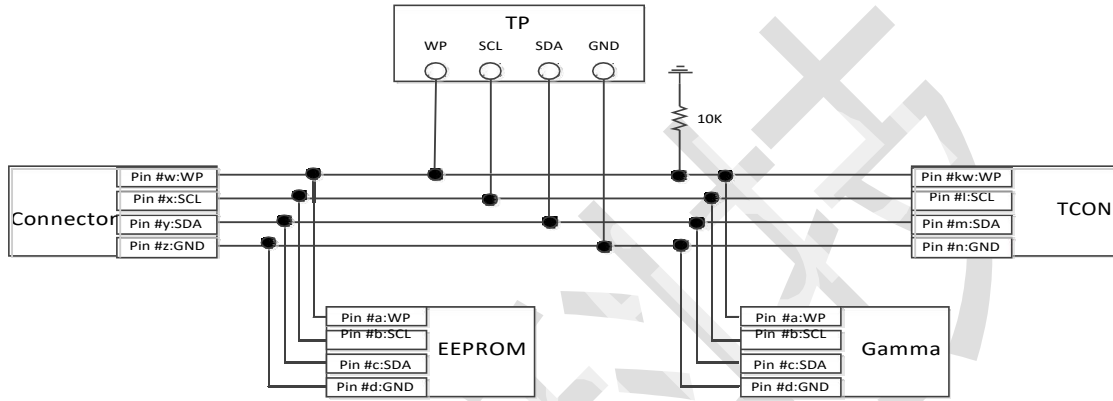 TP
WP SCL SDA GND
10K
Connector
Pin #w:WP
Pin #x:SCL
Pin #y:SDA
Pin #z:GND
Pin #kw:WP
Pin #l:SCL
Pin #m:SDA
Pin #n:GND
TCON
Pin #a:WP
Pin #b:SCL
Pin #c:SDA
Pin #d:GND
EEPROM
Pin #a:WP
Pin #b:SCL
Pin #c:SDA
Pin #d:GND
Gamma